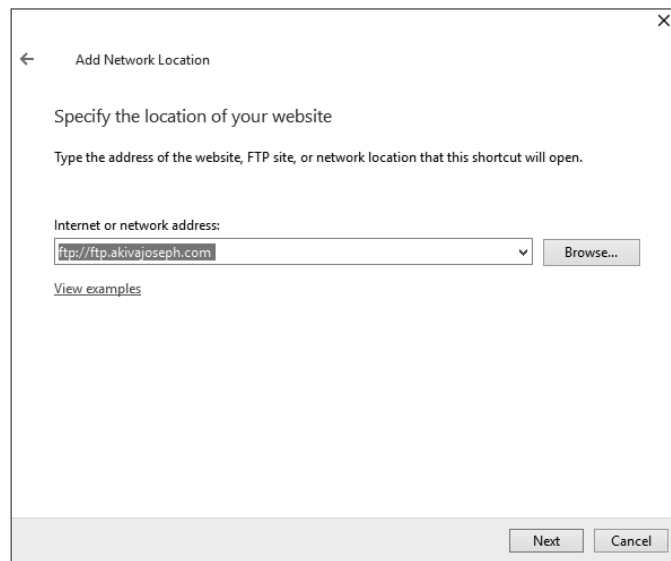 Add Network Location
Specify the location of your website
Type the address of the website, FTP site, or network location that this shortcut will open.
Internet or network address:
ftp://ftp.akivajoseph.com
Browse...
View examples
Next
Cancel